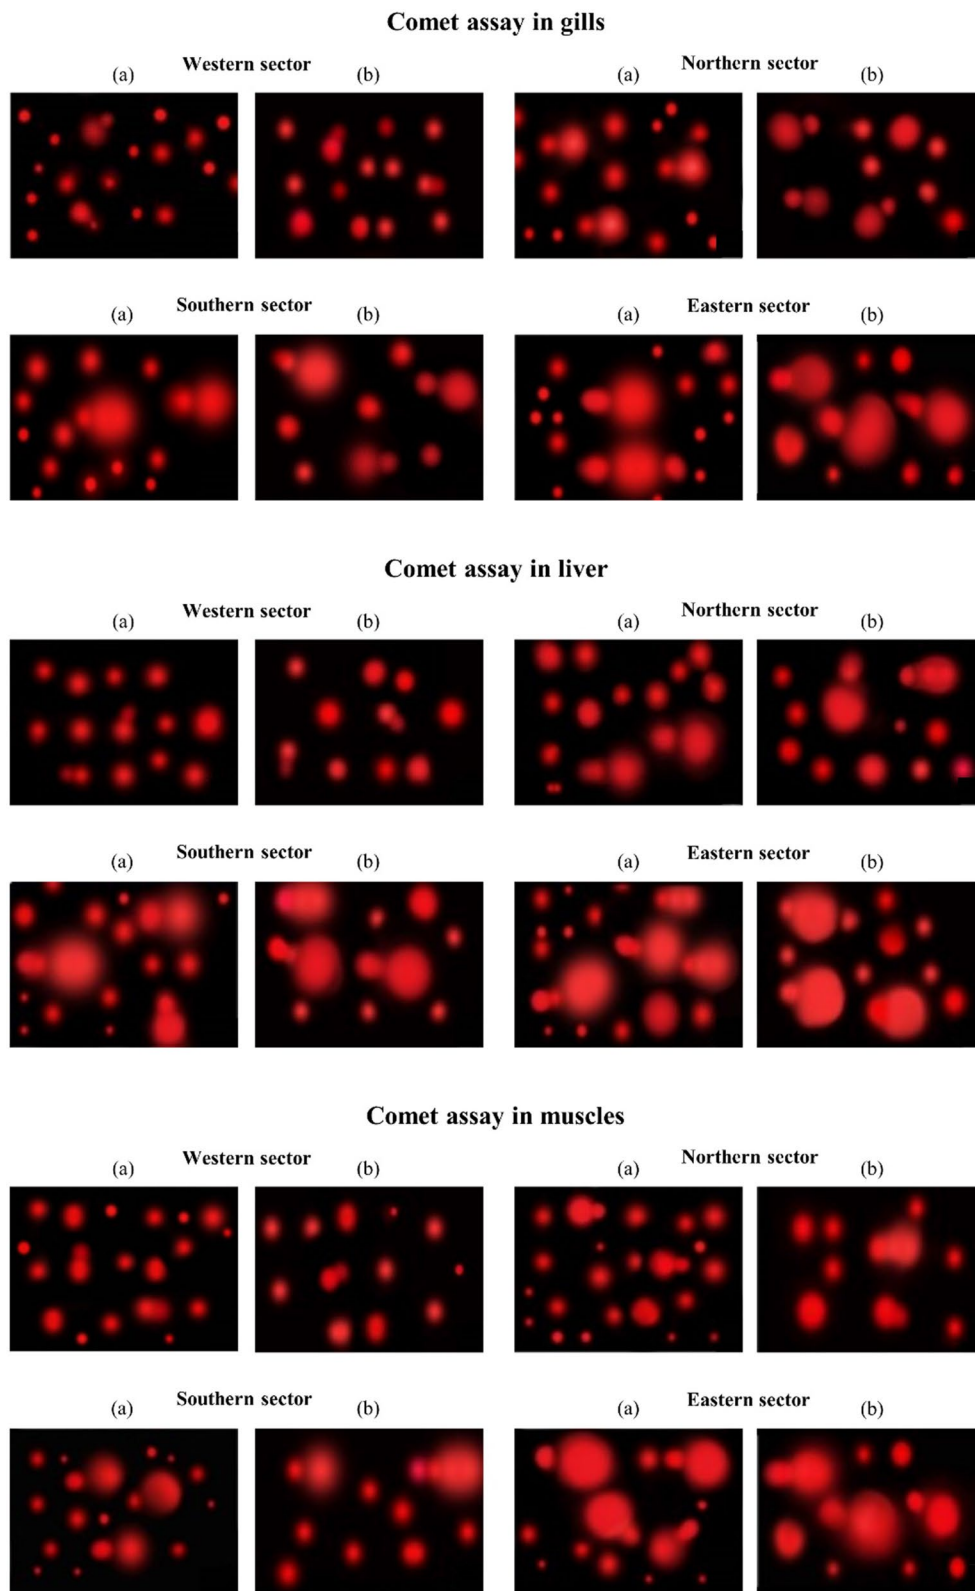 Comet assay in gills
Western sector Northern sector
(a) (b) (a) (b)
Southern sector Eastern sector
(a) (b) (a) (b)
Comet assay in liver
Western sector Northern sector
(a) (b) (a) (b)
Southern sector Eastern sector
(a) (b) (a) (b)
Comet assay in muscles
Western sector Northern sector
(a) (b) (a) (b)
Southern sector Eastern sector
(a) (b) (a) (b)